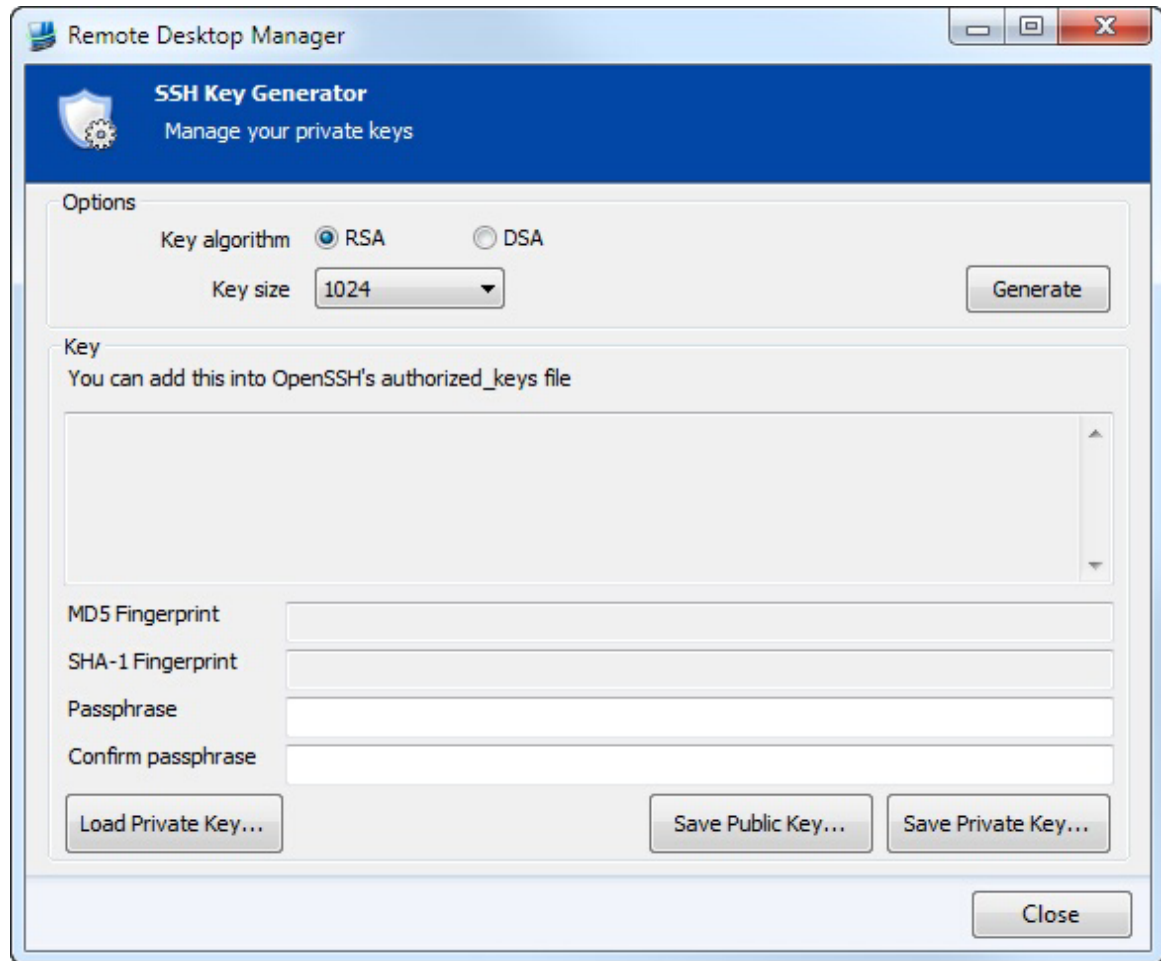 Remote Desktop Manager
SSH Key Generator
Manage your private keys
Options
Key algorithm RSA DSA
Key size 1024 Generate
Key
You can add this into OpenSSH's authorized_keys file
MD5 Fingerprint
SHA-1 Fingerprint
Passphrase
Confirm passphrase
Load Private Key... Save Public Key... Save Private Key...
Close